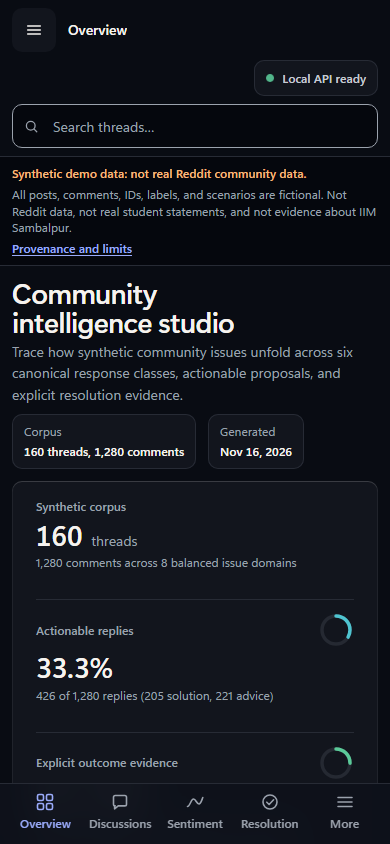 Overview
Local API ready
Search threads...
Synthetic demo data: not real Reddit community data.
All posts, comments, IDs, labels, and scenarios are fictional. Not
Reddit data, not real student statements, and not evidence about IIM
Sambalpur.
Provenance and limits
Community
intelligence studio
Trace how synthetic community issues unfold across six
canonical response classes, actionable proposals, and
explicit resolution evidence.
Corpus
160 threads, 1,280 comments
Generated
Nov 16, 2026
Synthetic corpus
160 threads
1,280 comments across 8 balanced issue domains
Actionable replies
33.3%
426 of 1,280 replies (205 solution, 221 advice)
Explicit outcome evidence
Overview
Discussions
Sentiment
Resolution
More